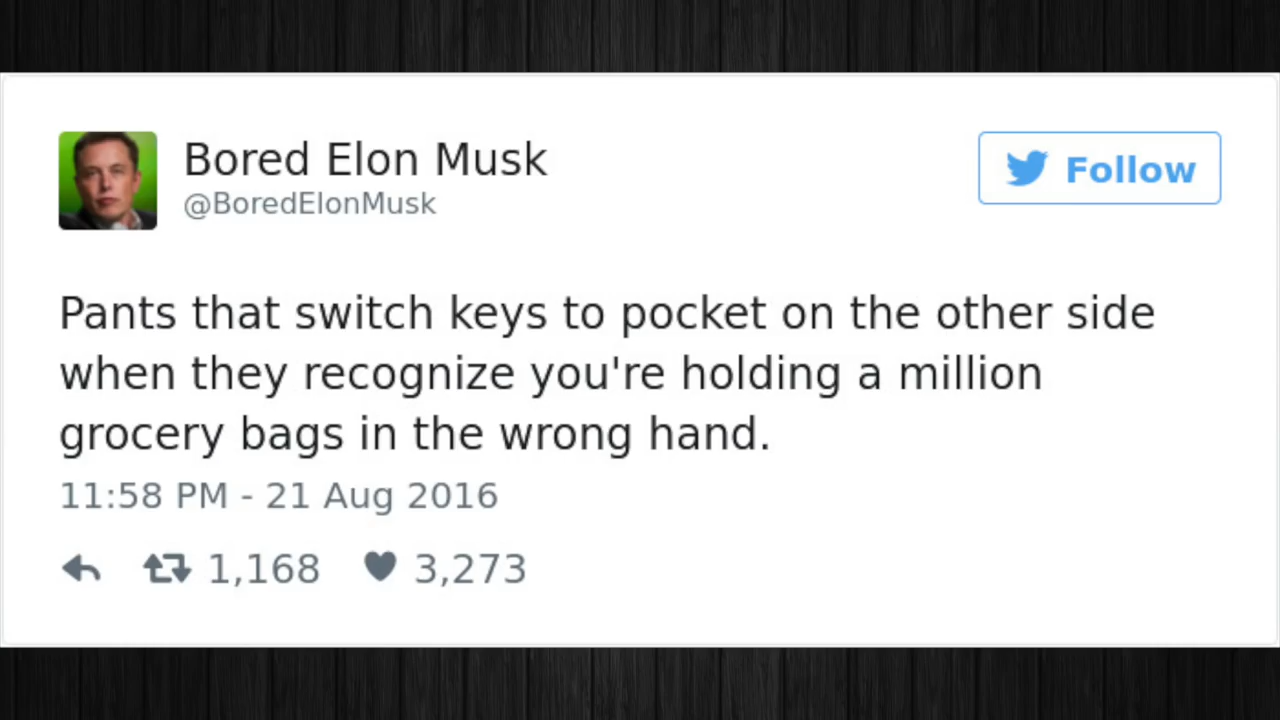 Bored Elon Musk
@BoredElonMusk
Follow
Pants that switch keys to pocket on the other side
when they recognize you're holding a million
grocery bags in the wrong hand.
11:58 PM - 21 Aug 2016
1,168 3,273